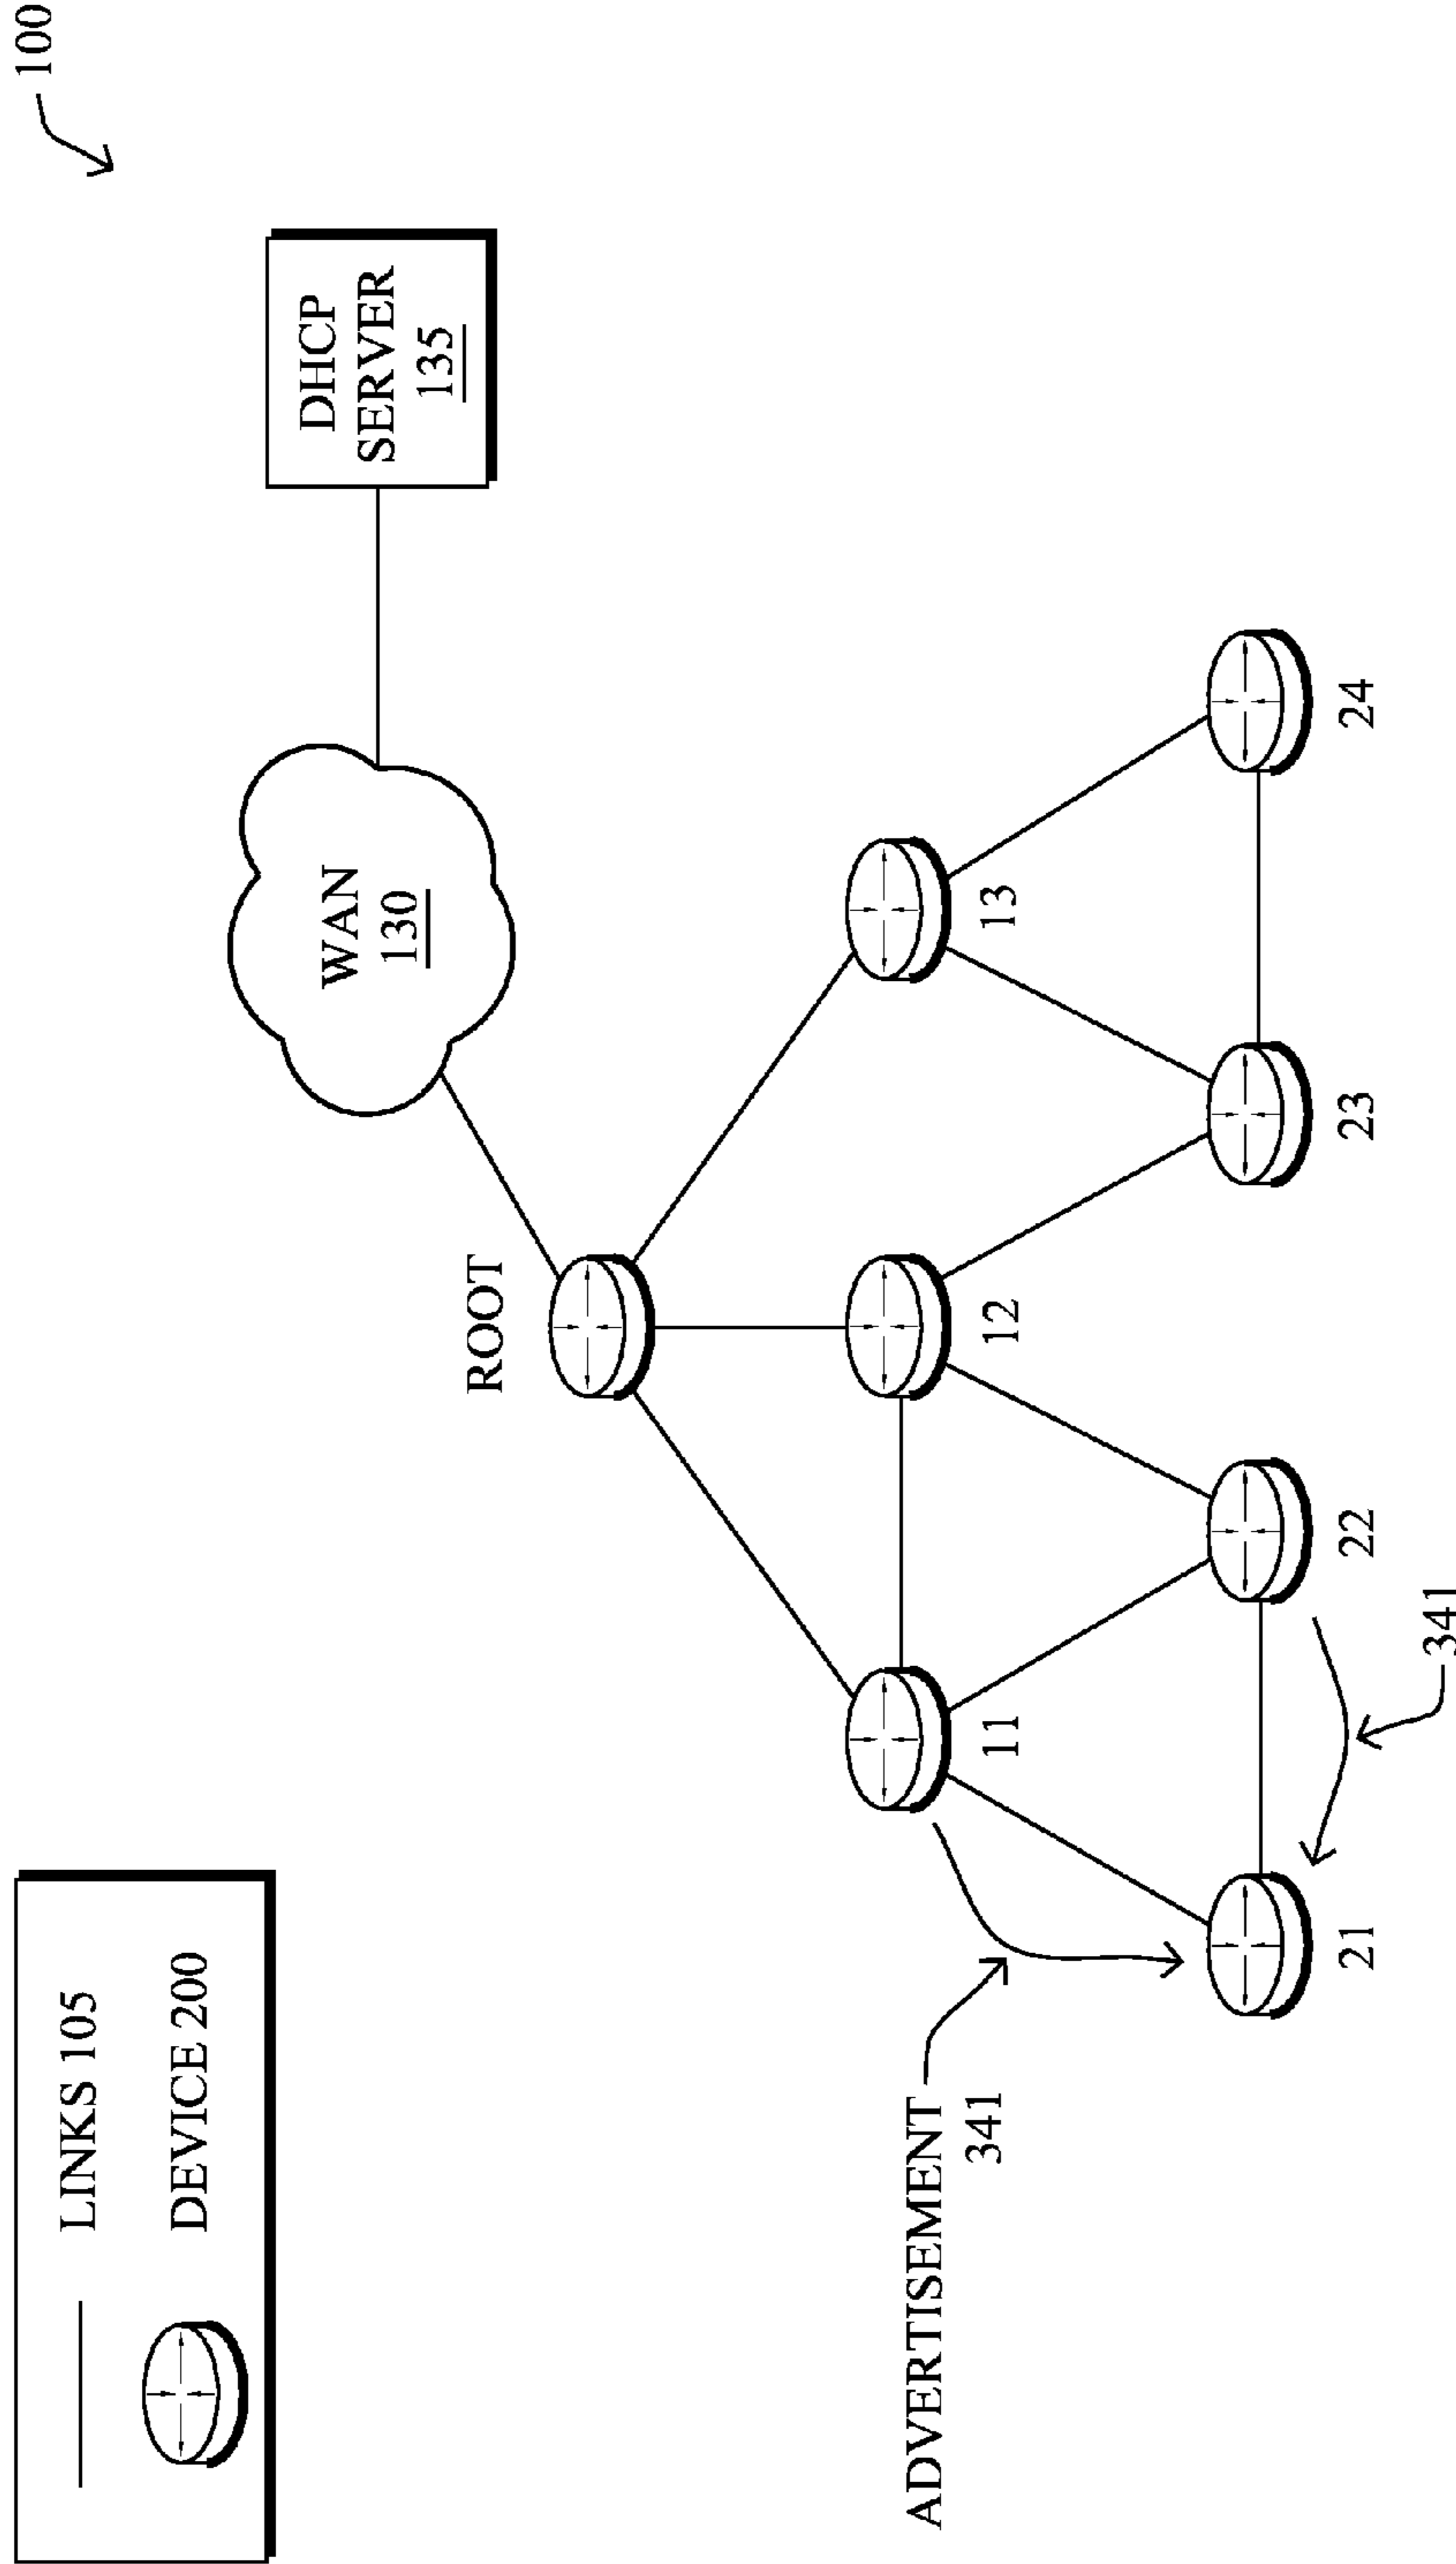 100
LINKS 105
DEVICE 200
DHCP
SERVER
135
WAN
130
ROOT
11
12
13
ADVERTISEMENT
341
21
22
23
24
341